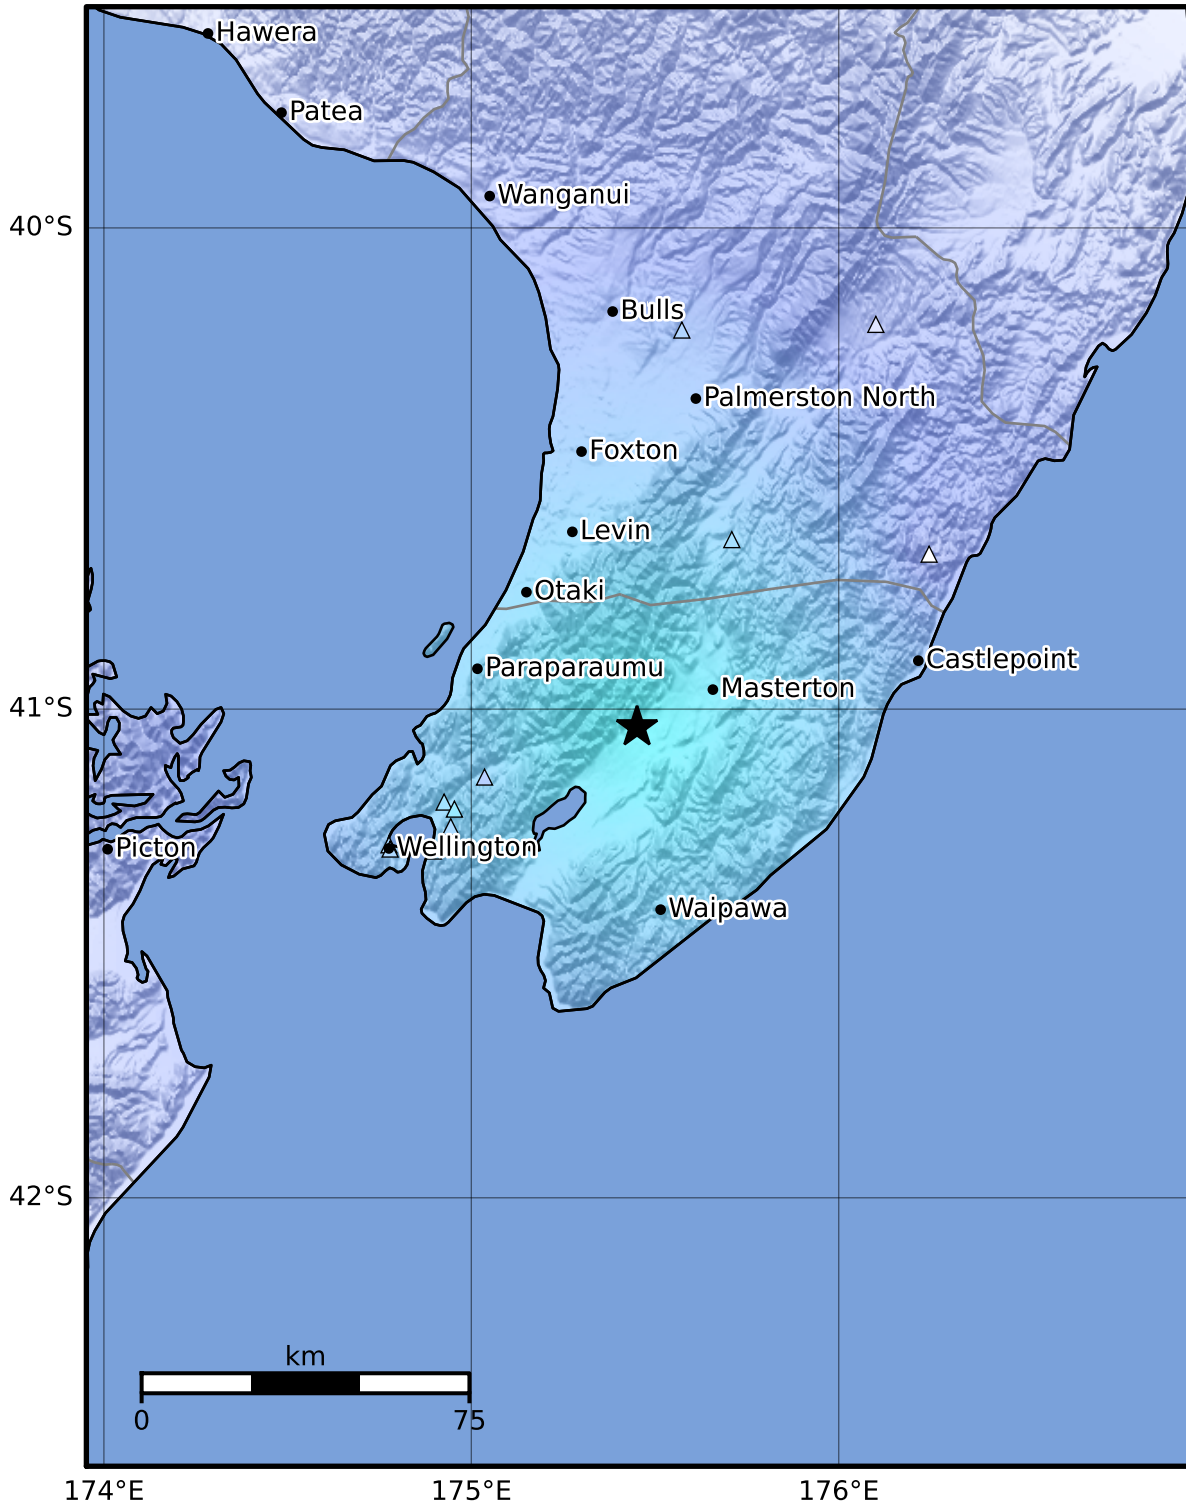 Hawera
Patea
Wanganui
40°S
Bulls
Palmerston North
Foxton
Levin
Otaki
Castlepoint
Paraparaumu
Masterton
41°S
Picton
Wellington
Waipawa
42°S
km
0
75
174°E
175°E
176°E